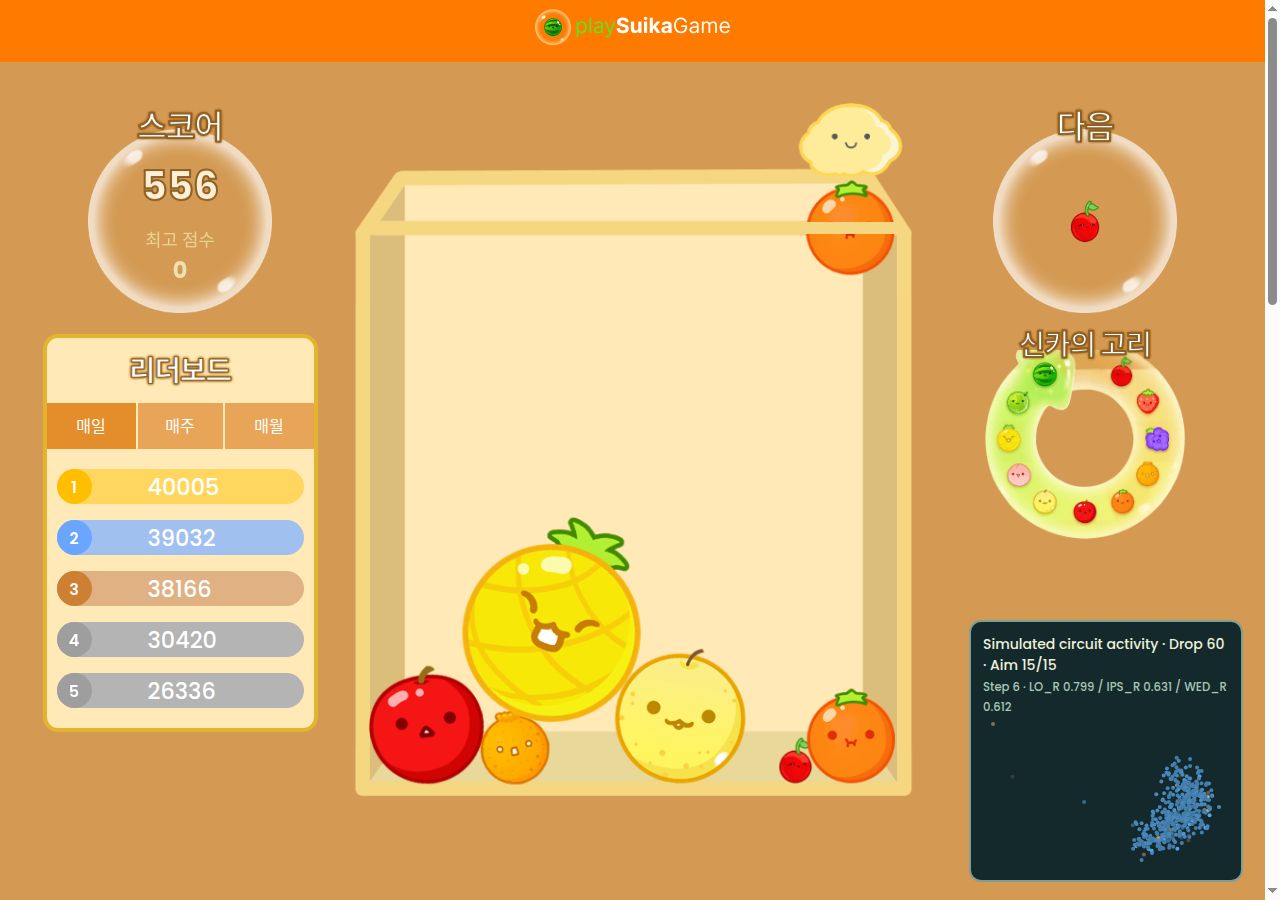 playSuikaGame
스코어
556
최고 점수
0
리더보드
매일 매주 매월
1 40005
2 39032
3 38166
4 30420
5 26336
다음
신카의 고리
Simulated circuit activity · Drop 60
· Aim 15/15
Step 6 · LO_R 0.799 / IPS_R 0.631 / WED_R
0.612